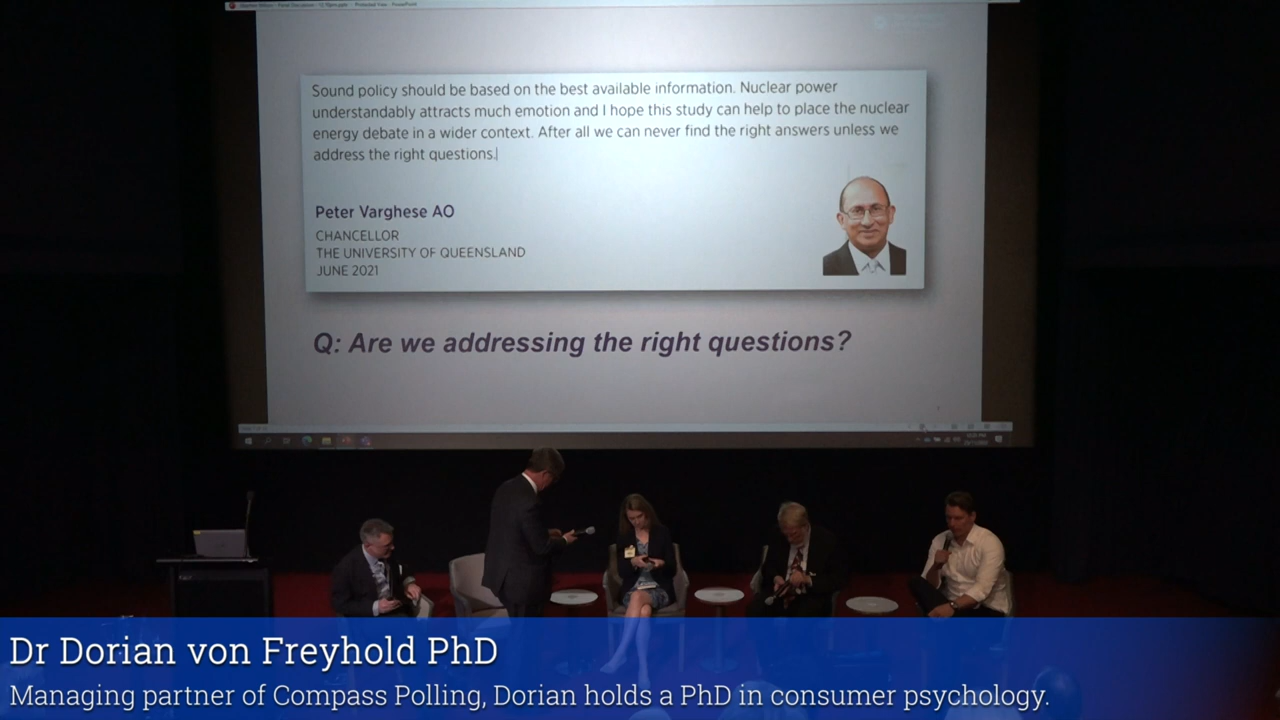 Sound policy should be based on the best available information. Nuclear power
understandably attracts much emotion and I hope this study can help to place the nuclear
energy debate in a wider context. After all we can never find the right answers unless we
address the right questions.
Peter Varghese AO
CHANCELLOR
THE UNIVERSITY OF QUEENSLAND
JUNE 2021
Q: Are we addressing the right questions?
Dr Dorian von Freyhold PhD
Managing partner of Compass Polling, Dorian holds a PhD in consumer psychology.